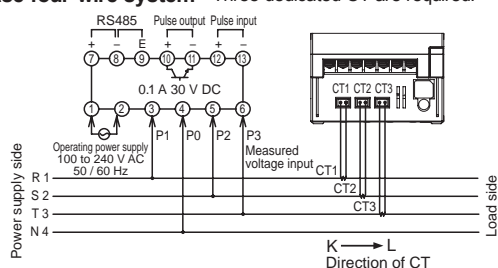 se four-wire system Three dedicated CT are required.
RS485 Pulse output Pulse input
+ − E + − + −
7 8 9 10 11 12 13
0.1 A 30 V DC
1 2 3 4 5 6
P1 P0 P2 P3
Operating power supply
100 to 240 V AC
50 / 60 Hz
Measured
voltage input
CT1 CT2 CT3
Power supply side
R 1
S 2
T 3
N 4
CT1
CT2
CT3
Load side
K L
Direction of CT